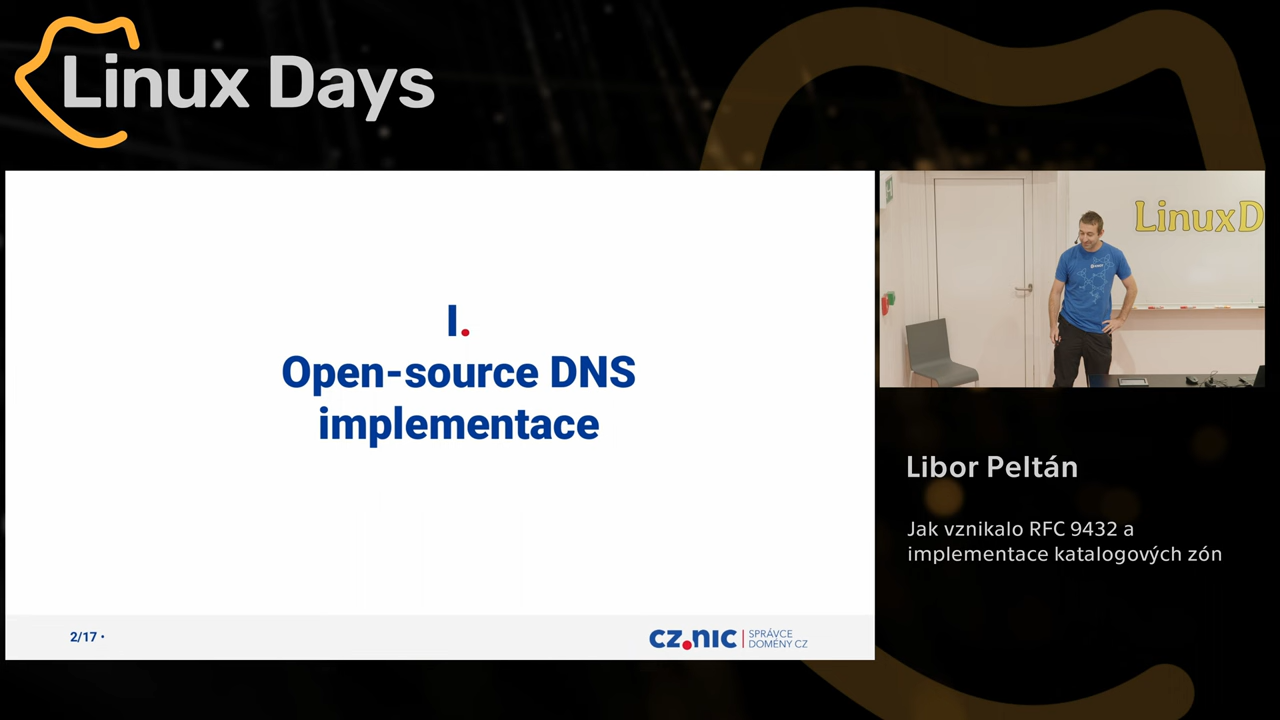 Linux Days
I.
Open-source DNS
implementace
2/17 •
CZ.NIC
SPRÁVCE
DOMÉNY CZ
LinuxD
Libor Peltán
Jak vznikalo RFC 9432 a
implementace katalogových zón